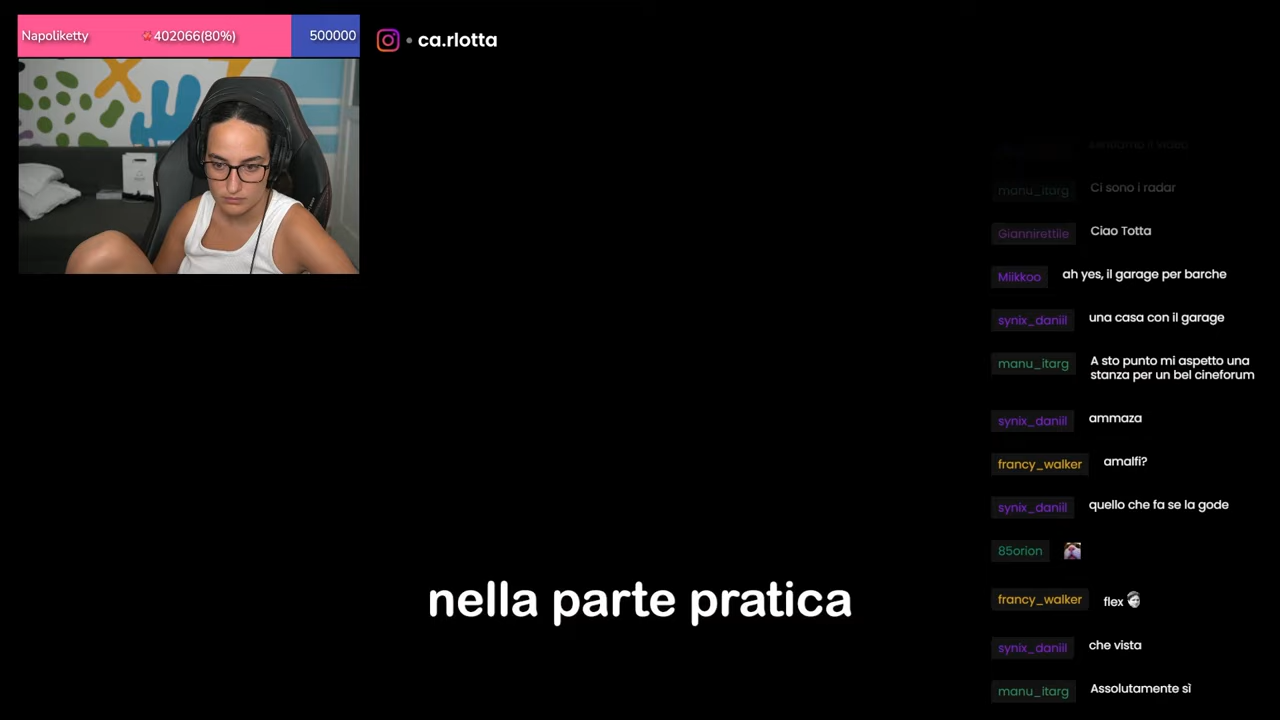 Napoliketty 402066(80%) 500000
ca.rlotta
manu_itarg Ci sono i radar
Giannirettile Ciao Totta
Miikkoo ah yes, il garage per barche
synix_daniil una casa con il garage
manu_itarg A sto punto mi aspetto una
stanza per un bel cineforum
synix_daniil ammaza
francy_walker amalfi?
synix_daniil quello che fa se la gode
85orion
francy_walker flex
synix_daniil che vista
manu_itarg Assolutamente sì
nella parte pratica